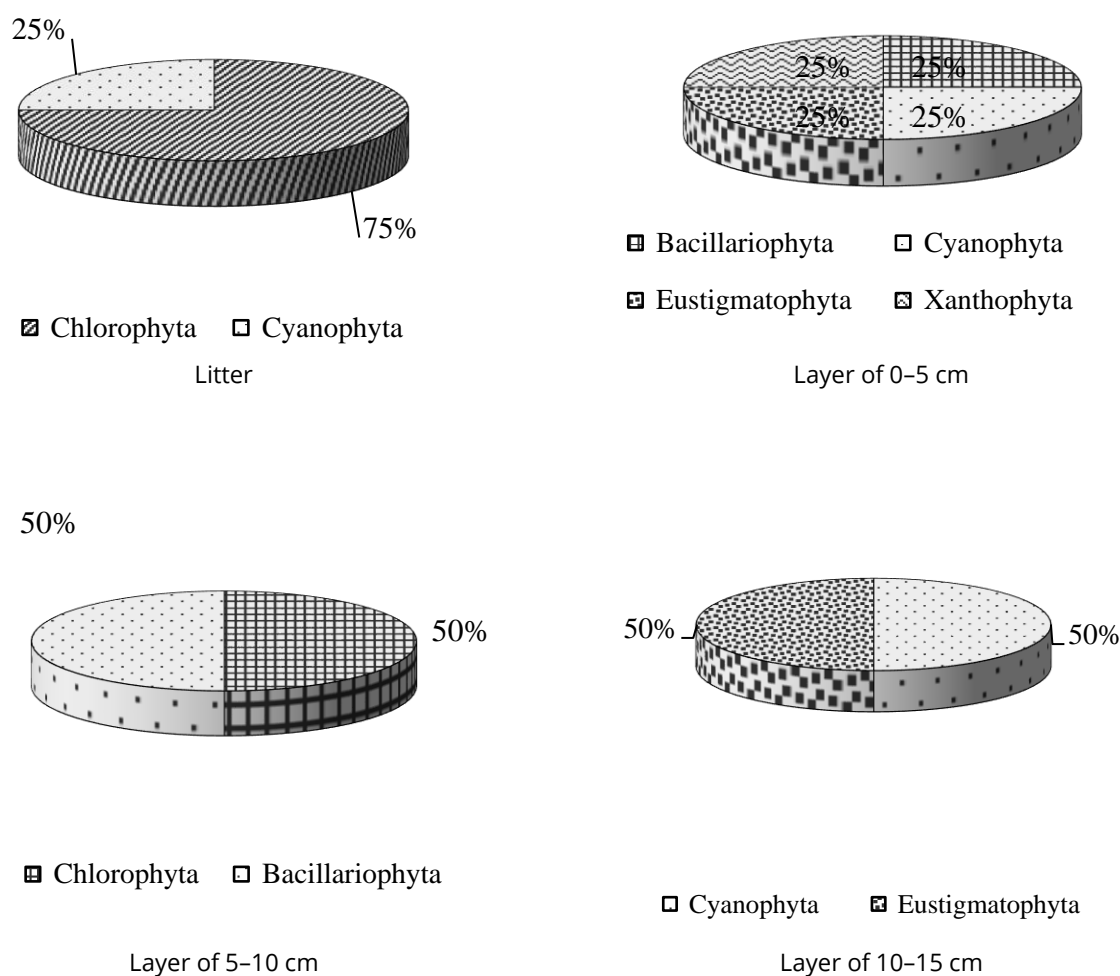 25%
75%
Chlorophyta Cyanophyta
Litter
25% 25%
25% 25%
Bacillariophyta Cyanophyta
Eustigmatophyta Xanthophyta
Layer of 0–5 cm
50%
50%
Chlorophyta Bacillariophyta
Layer of 5–10 cm
50% 50%
Cyanophyta Eustigmatophyta
Layer of 10–15 cm